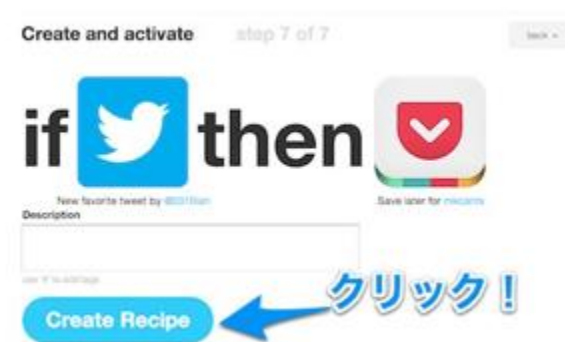 Create and activate step 7 of 7
back
if then
New favorite tweet by
Save later for
Description
クリック！
Create Recipe